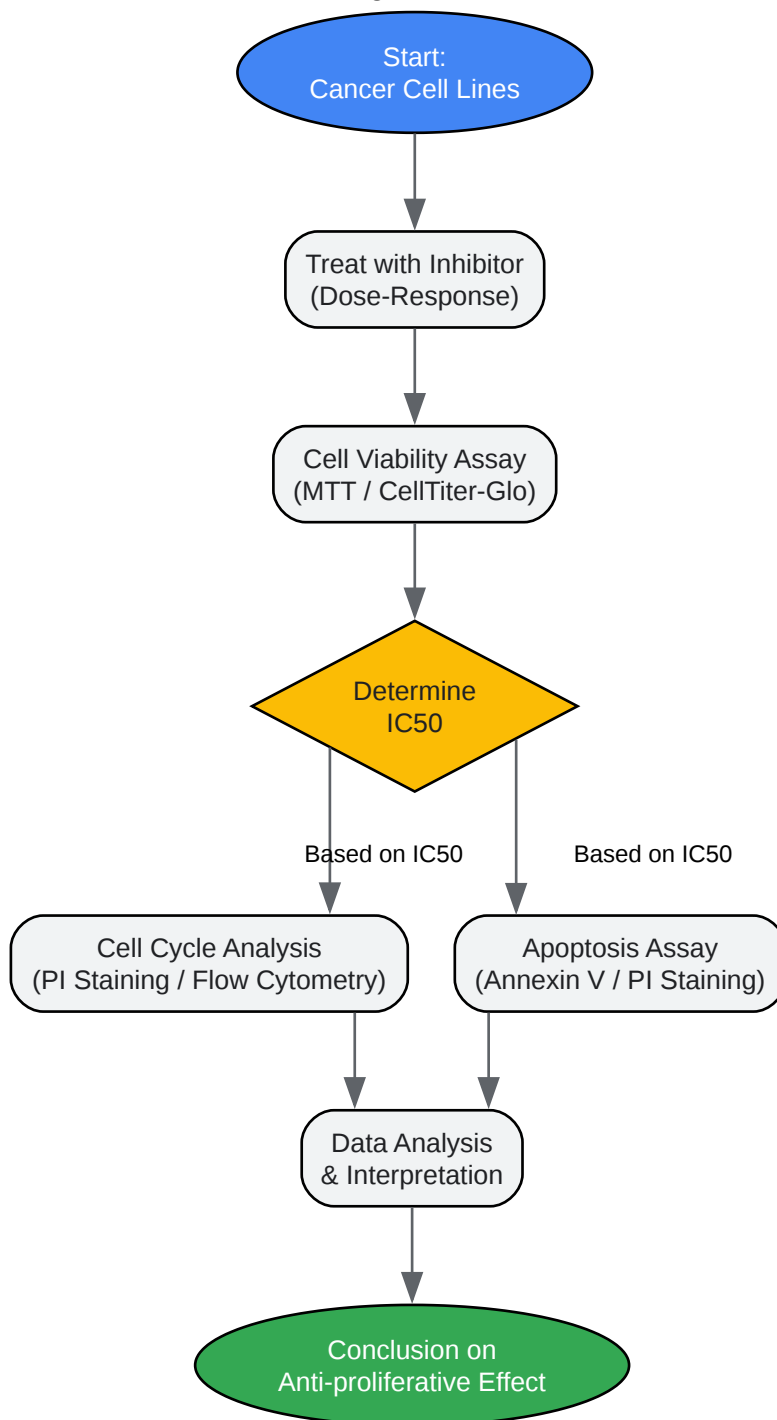 Start:
Cancer Cell Lines
Treat with Inhibitor
(Dose-Response)
Cell Viability Assay
(MTT / CellTiter-Glo)
Determine
IC50
Based on IC50
Based on IC50
Cell Cycle Analysis
(PI Staining / Flow Cytometry)
Apoptosis Assay
(Annexin V / PI Staining)
Data Analysis
& Interpretation
Conclusion on
Anti-proliferative Effect